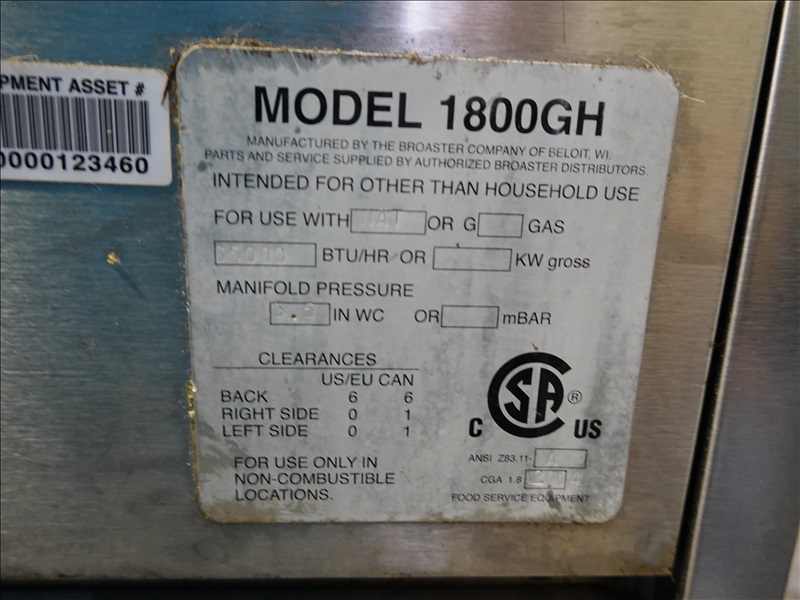 PMENT ASSET #
0000123460
MODEL 1800GH
MANUFACTURED BY THE BROASTER COMPANY OF BELOIT, WI.
PARTS AND SERVICE SUPPLIED BY AUTHORIZED BROASTER DISTRIBUTORS.
INTENDED FOR OTHER THAN HOUSEHOLD USE
FOR USE WITH NAT OR G GAS
BTU/HR OR KW gross
MANIFOLD PRESSURE
IN WC OR mBAR
CLEARANCES
US/EU CAN
BACK 6 6
RIGHT SIDE 0 1
LEFT SIDE 0 1
FOR USE ONLY IN
NON-COMBUSTIBLE
LOCATIONS.
CSA ®
C US
ANSI Z83.11-
CGA 1.8
FOOD SERVICE EQUIPMENT